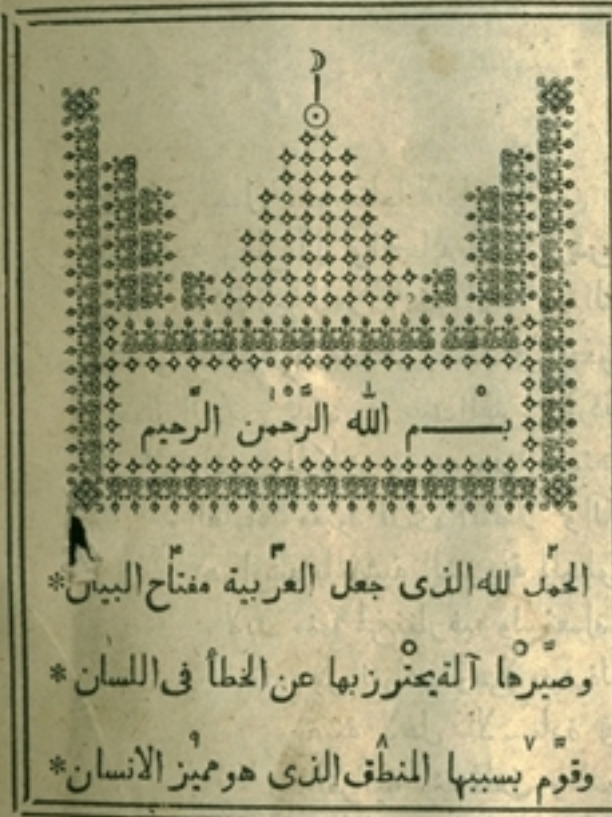 بسم الله الرحمن الرحيم
الحمد لله الذى جعل العربية مفتاح البيان *
وصيرها آلة يحترز بها عن الخطأ فى اللسان *
وقوم بسببها المنطق الذى هو مميز الانسان *